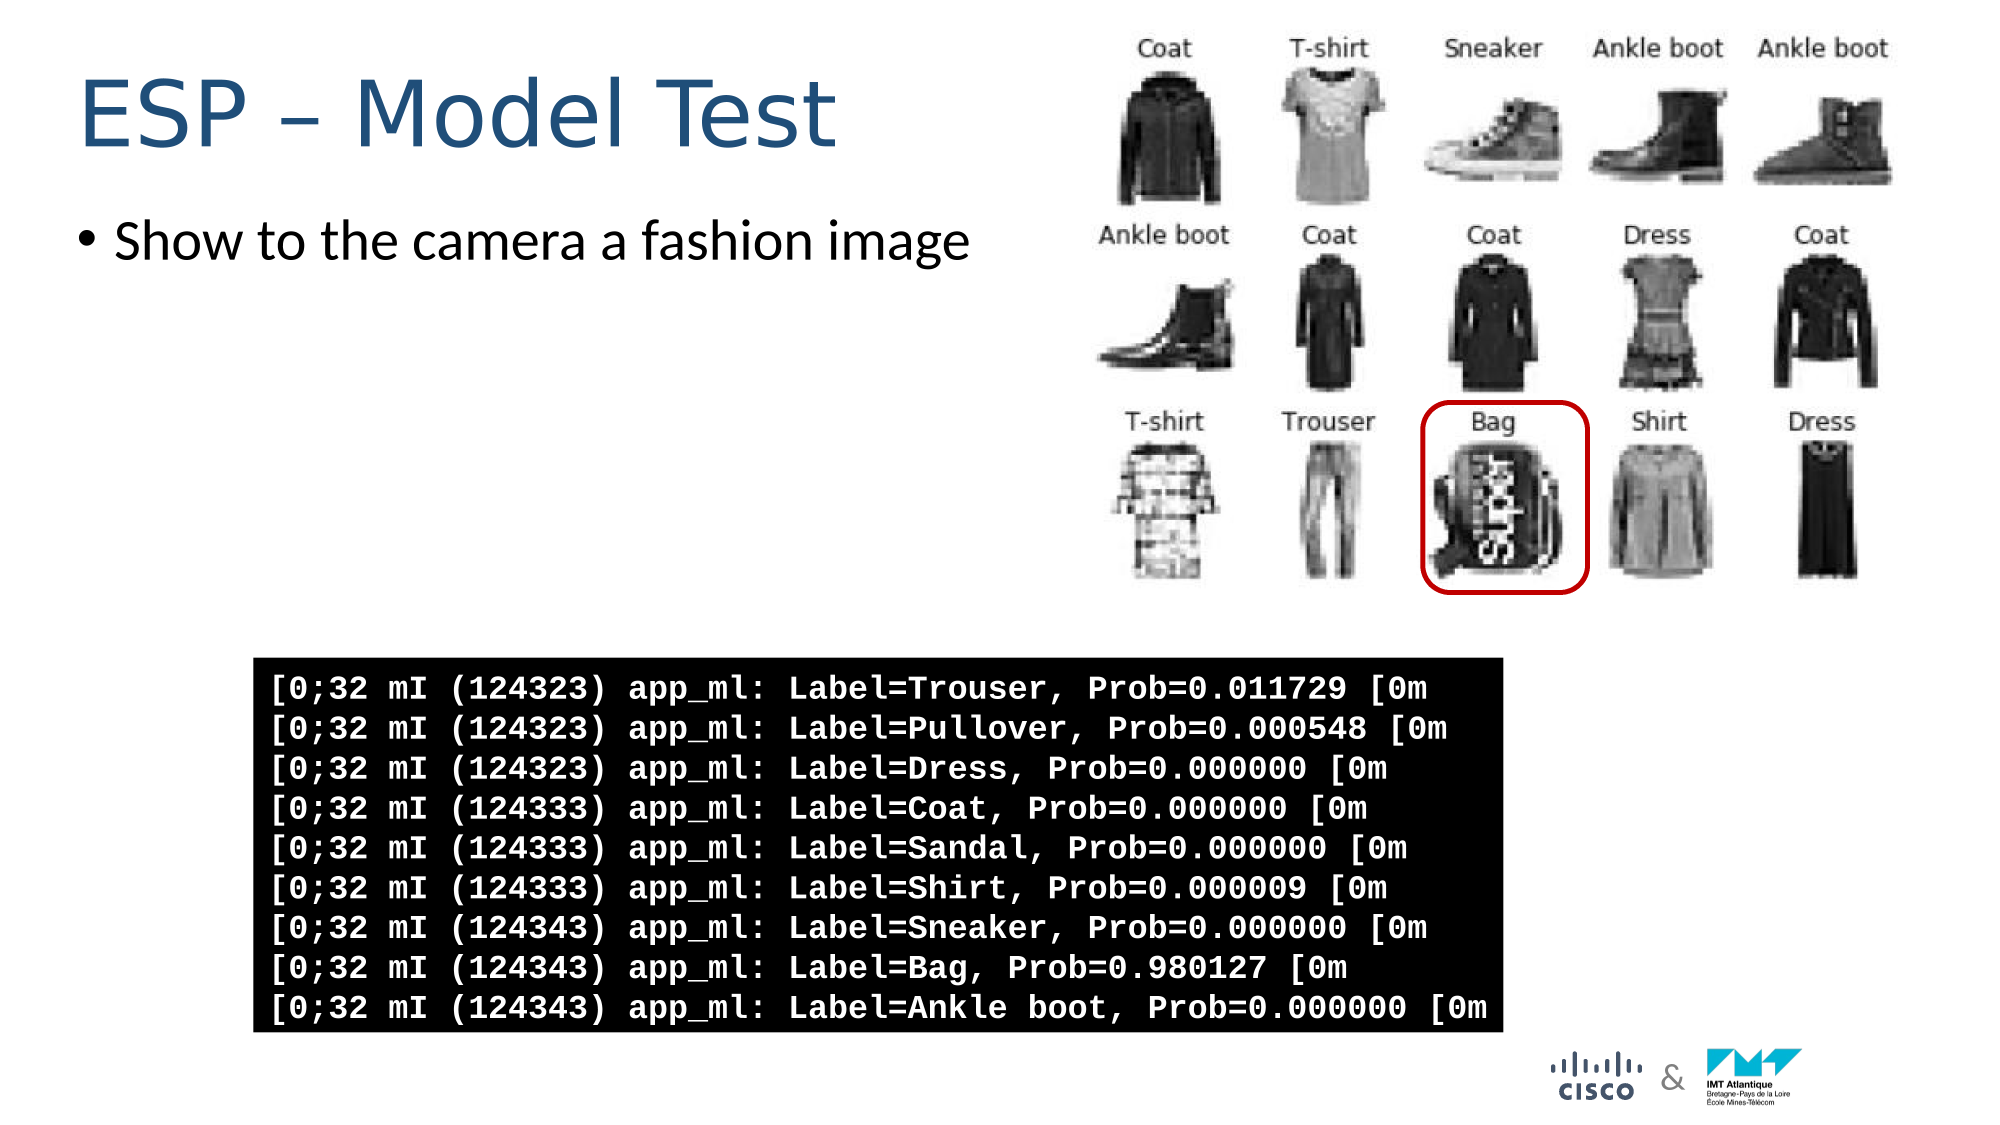 ESP – Model Test
• Show to the camera a fashion image
Coat T-shirt Sneaker Ankle boot Ankle boot
Ankle boot Coat Coat Dress Coat
T-shirt Trouser Bag Shirt Dress
Super
[0;32 mI (124323) app_ml: Label=Trouser, Prob=0.011729 [0m
[0;32 mI (124323) app_ml: Label=Pullover, Prob=0.000548 [0m
[0;32 mI (124323) app_ml: Label=Dress, Prob=0.000000 [0m
[0;32 mI (124333) app_ml: Label=Coat, Prob=0.000000 [0m
[0;32 mI (124333) app_ml: Label=Sandal, Prob=0.000000 [0m
[0;32 mI (124333) app_ml: Label=Shirt, Prob=0.000009 [0m
[0;32 mI (124343) app_ml: Label=Sneaker, Prob=0.000000 [0m
[0;32 mI (124343) app_ml: Label=Bag, Prob=0.980127 [0m
[0;32 mI (124343) app_ml: Label=Ankle boot, Prob=0.000000 [0m
CISCO & IMT Atlantique
Bretagne-Pays de la Loire
École Mines-Télécom